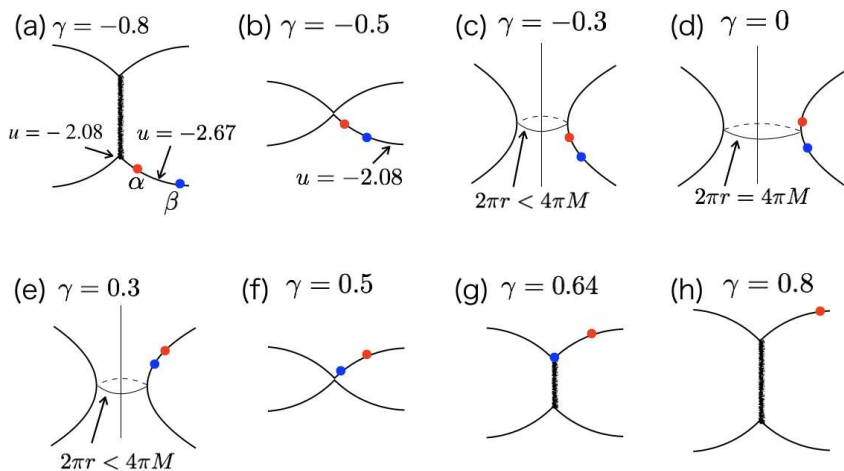 (a) γ = −0.8
(b) γ = −0.5
(c) γ = −0.3
(d) γ = 0
u = −2.08
u = −2.67
α
β
u = −2.08
2πr < 4πM
2πr = 4πM
(e) γ = 0.3
(f) γ = 0.5
(g) γ = 0.64
(h) γ = 0.8
2πr < 4πM